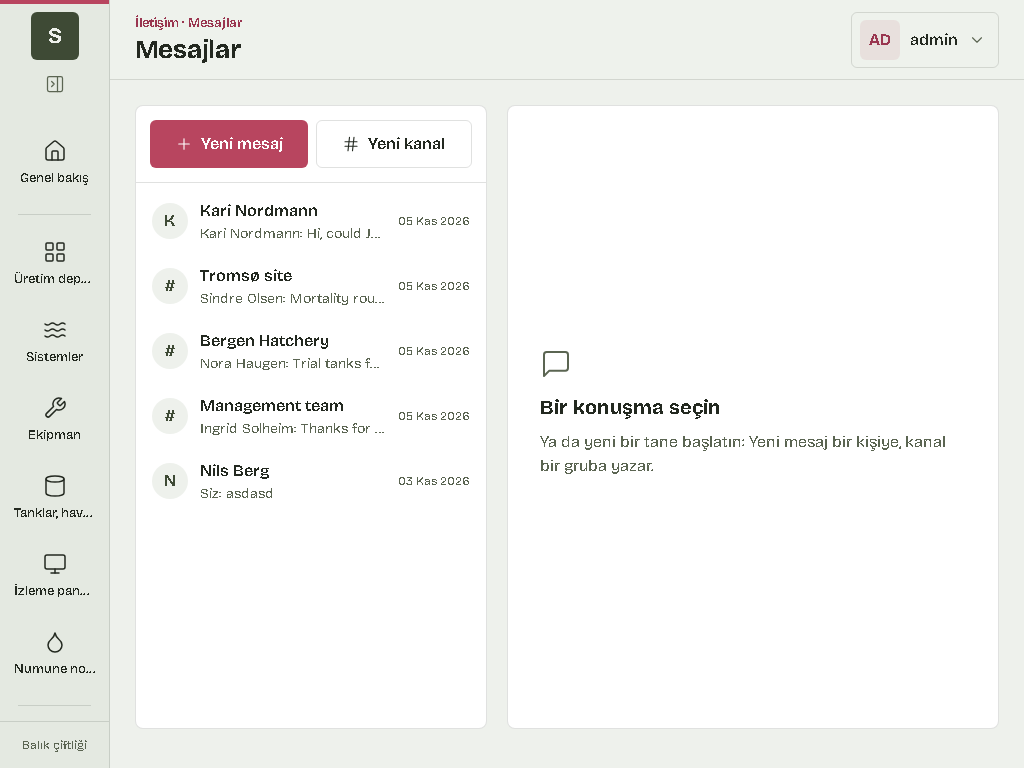 S
Genel bakış
Üretim dep...
Sistemler
Ekipman
Tanklar, hav...
İzleme pan...
Numune no...
Balık çiftliği
İletişim · Mesajlar
Mesajlar
AD admin
Yeni mesaj
# Yeni kanal
K
Kari Nordmann
05 Kas 2026
Kari Nordmann: Hi, could J...
#
Tromsø site
05 Kas 2026
Sindre Olsen: Mortality rou...
#
Bergen Hatchery
05 Kas 2026
Nora Haugen: Trial tanks f...
#
Management team
05 Kas 2026
Ingrid Solheim: Thanks for ...
N
Nils Berg
03 Kas 2026
Siz: asdasd
Bir konuşma seçin
Ya da yeni bir tane başlatın: Yeni mesaj bir kişiye, kanal
bir gruba yazar.